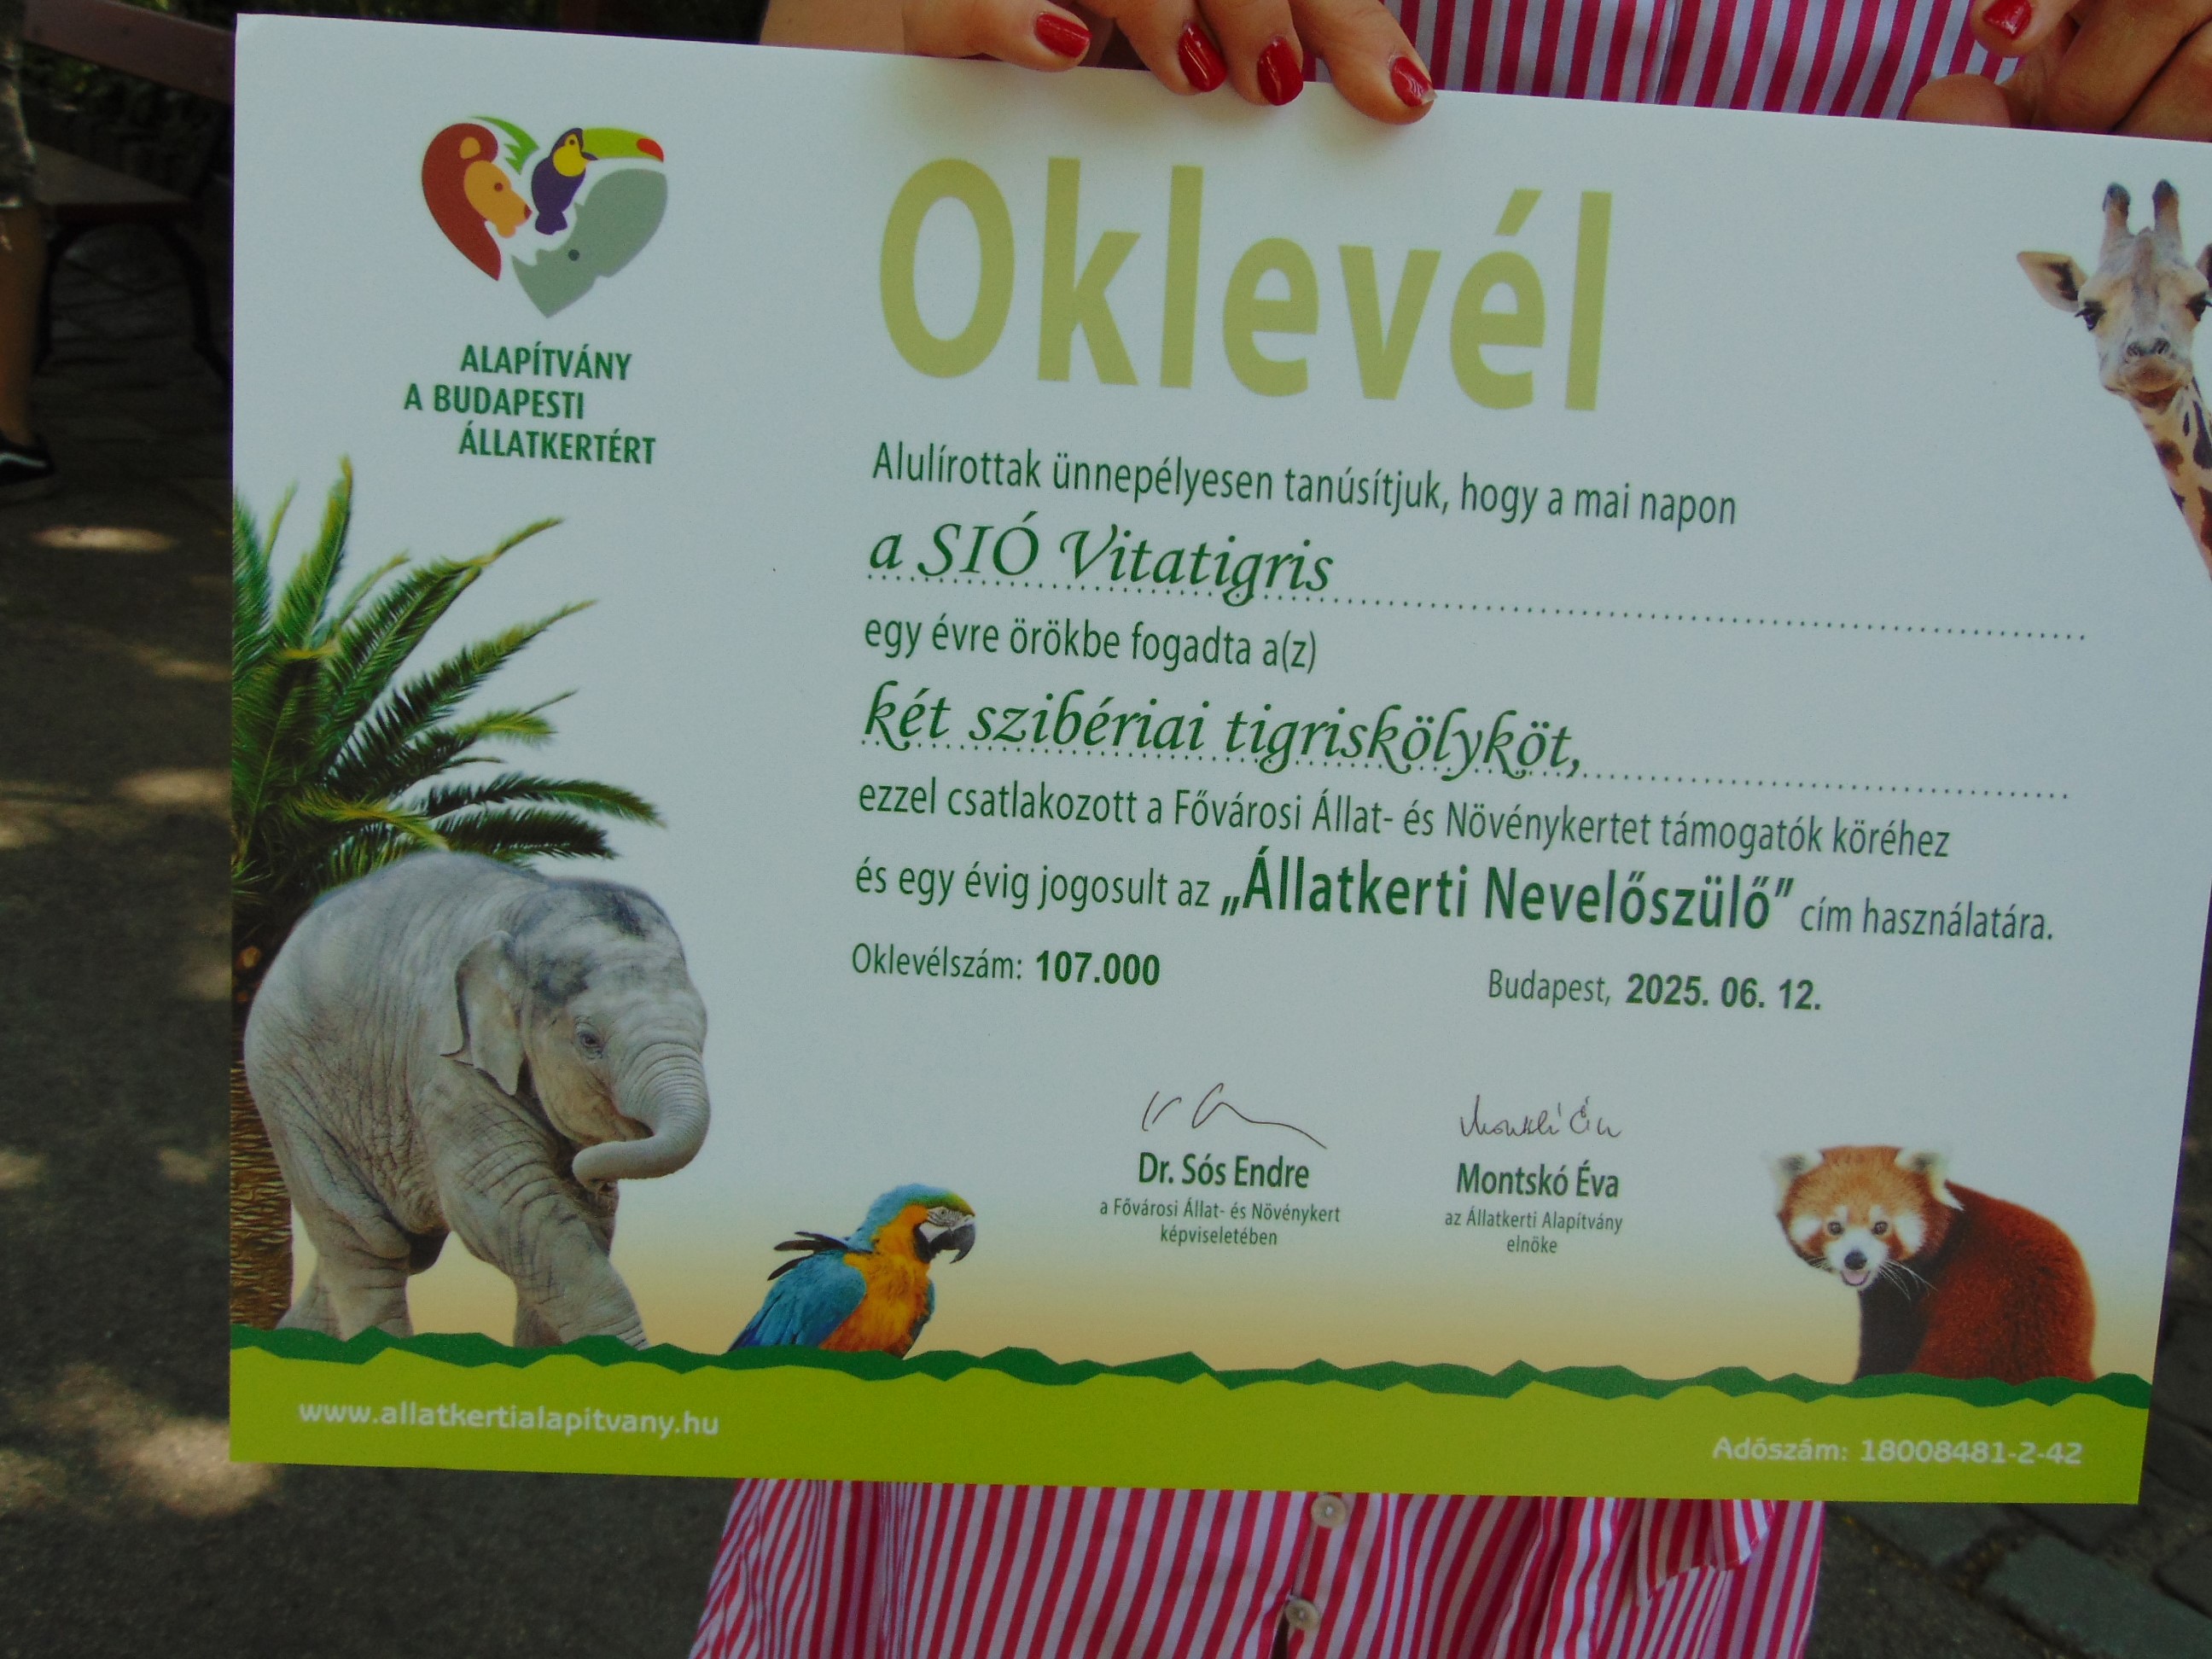 ALAPÍTVÁNY
A BUDAPESTI
ÁLLATKERTÉRT
Oklevél
Alulírottak ünnepélyesen tanúsítjuk, hogy a mai napon
a SIÓ Vitatigris
egy évre örökbe fogadta a(z)
két szibériai tigriskölyköt,
ezzel csatlakozott a Fővárosi Állat- és Növénykertet támogatók köréhez
és egy évig jogosult az „Állatkerti Nevelőszülő” cím használatára.
Oklevélszám: 107.000
Budapest, 2025. 06. 12.
Dr. Sós Endre
a Fővárosi Állat- és Növénykert
képviseletében
Montskó Éva
az Állatkerti Alapítvány
elnöke
www.allatkertialapitvany.hu
Adószám: 18008481-2-42